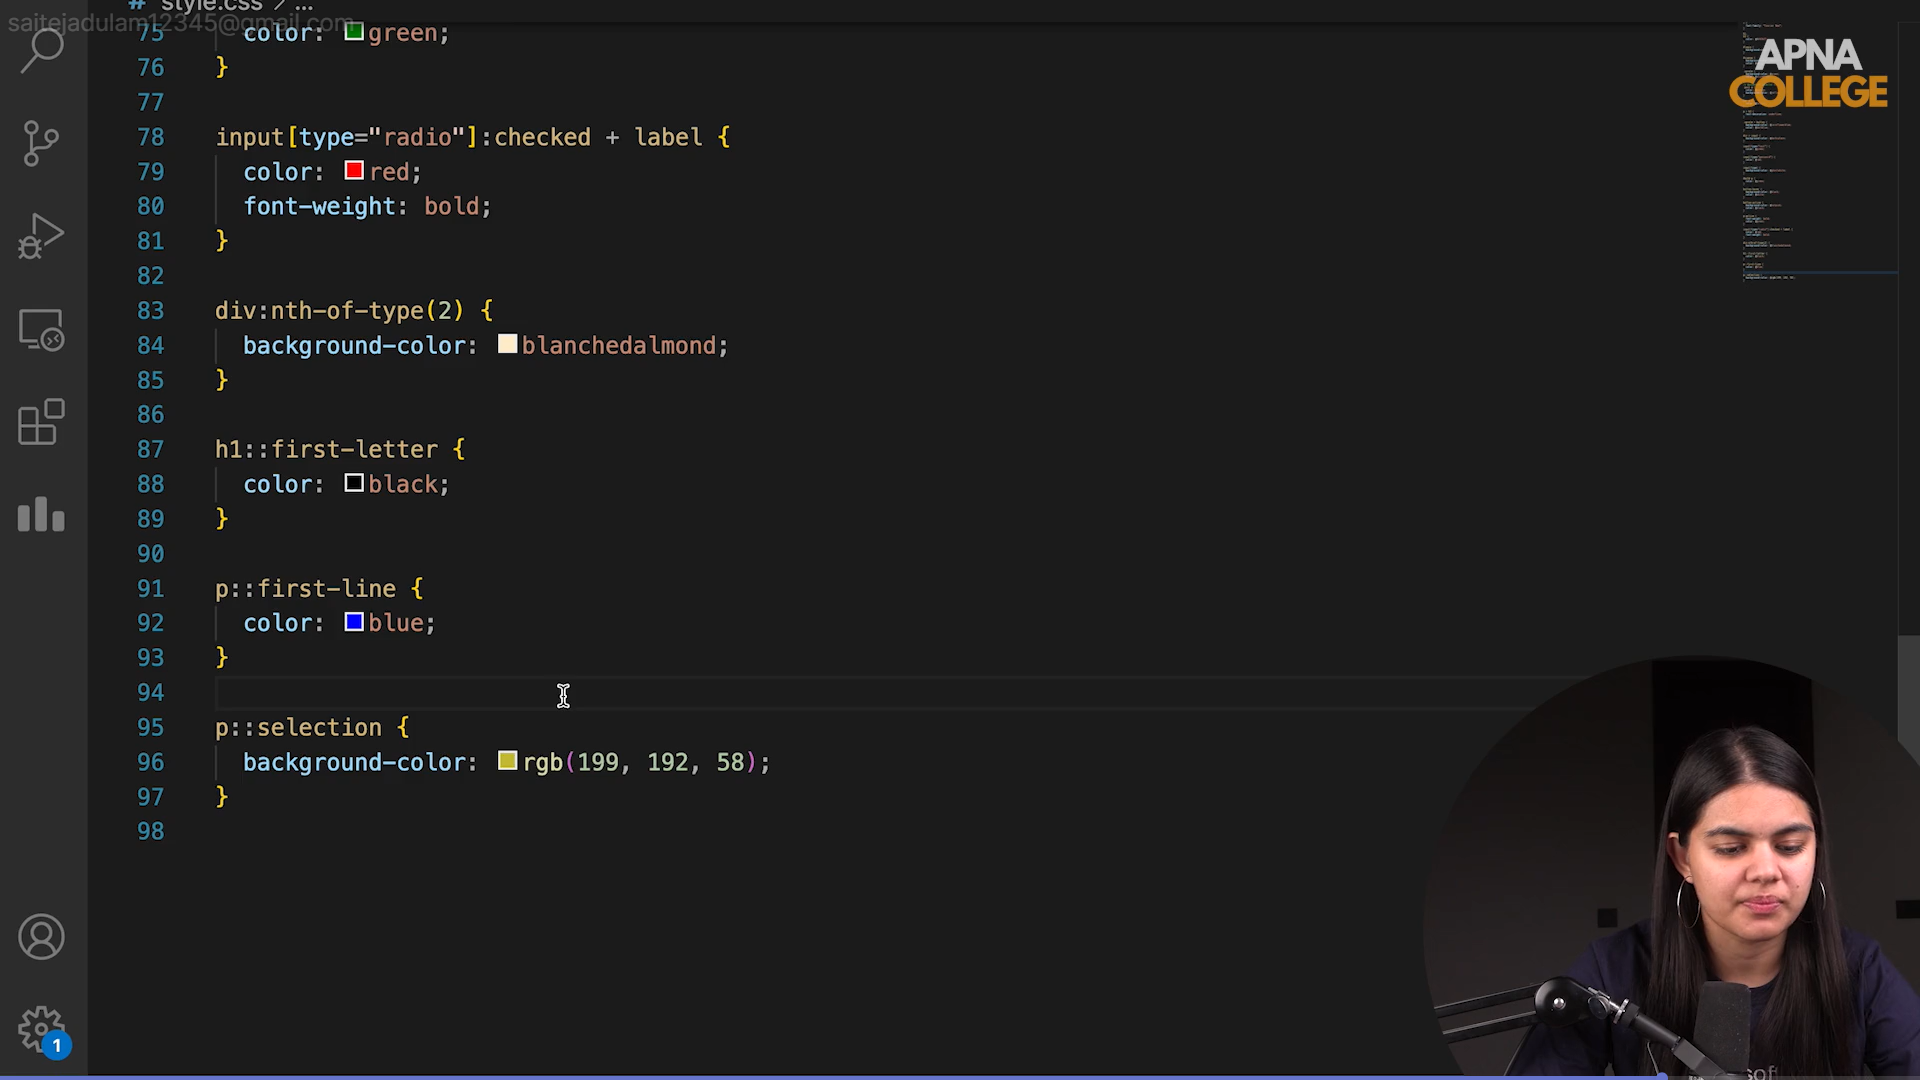 # style.css > ...
saitejadulam12345@gmail.com
75 color: green;
76 }
77
78 input[type="radio"]:checked + label {
79 color: red;
80 font-weight: bold;
81 }
82
83 div:nth-of-type(2) {
84 background-color: blanchedalmond;
85 }
86
87 h1::first-letter {
88 color: black;
89 }
90
91 p::first-line {
92 color: blue;
93 }
94
95 p::selection {
96 background-color: rgb(199, 192, 58);
97 }
98
APNA
COLLEGE
1